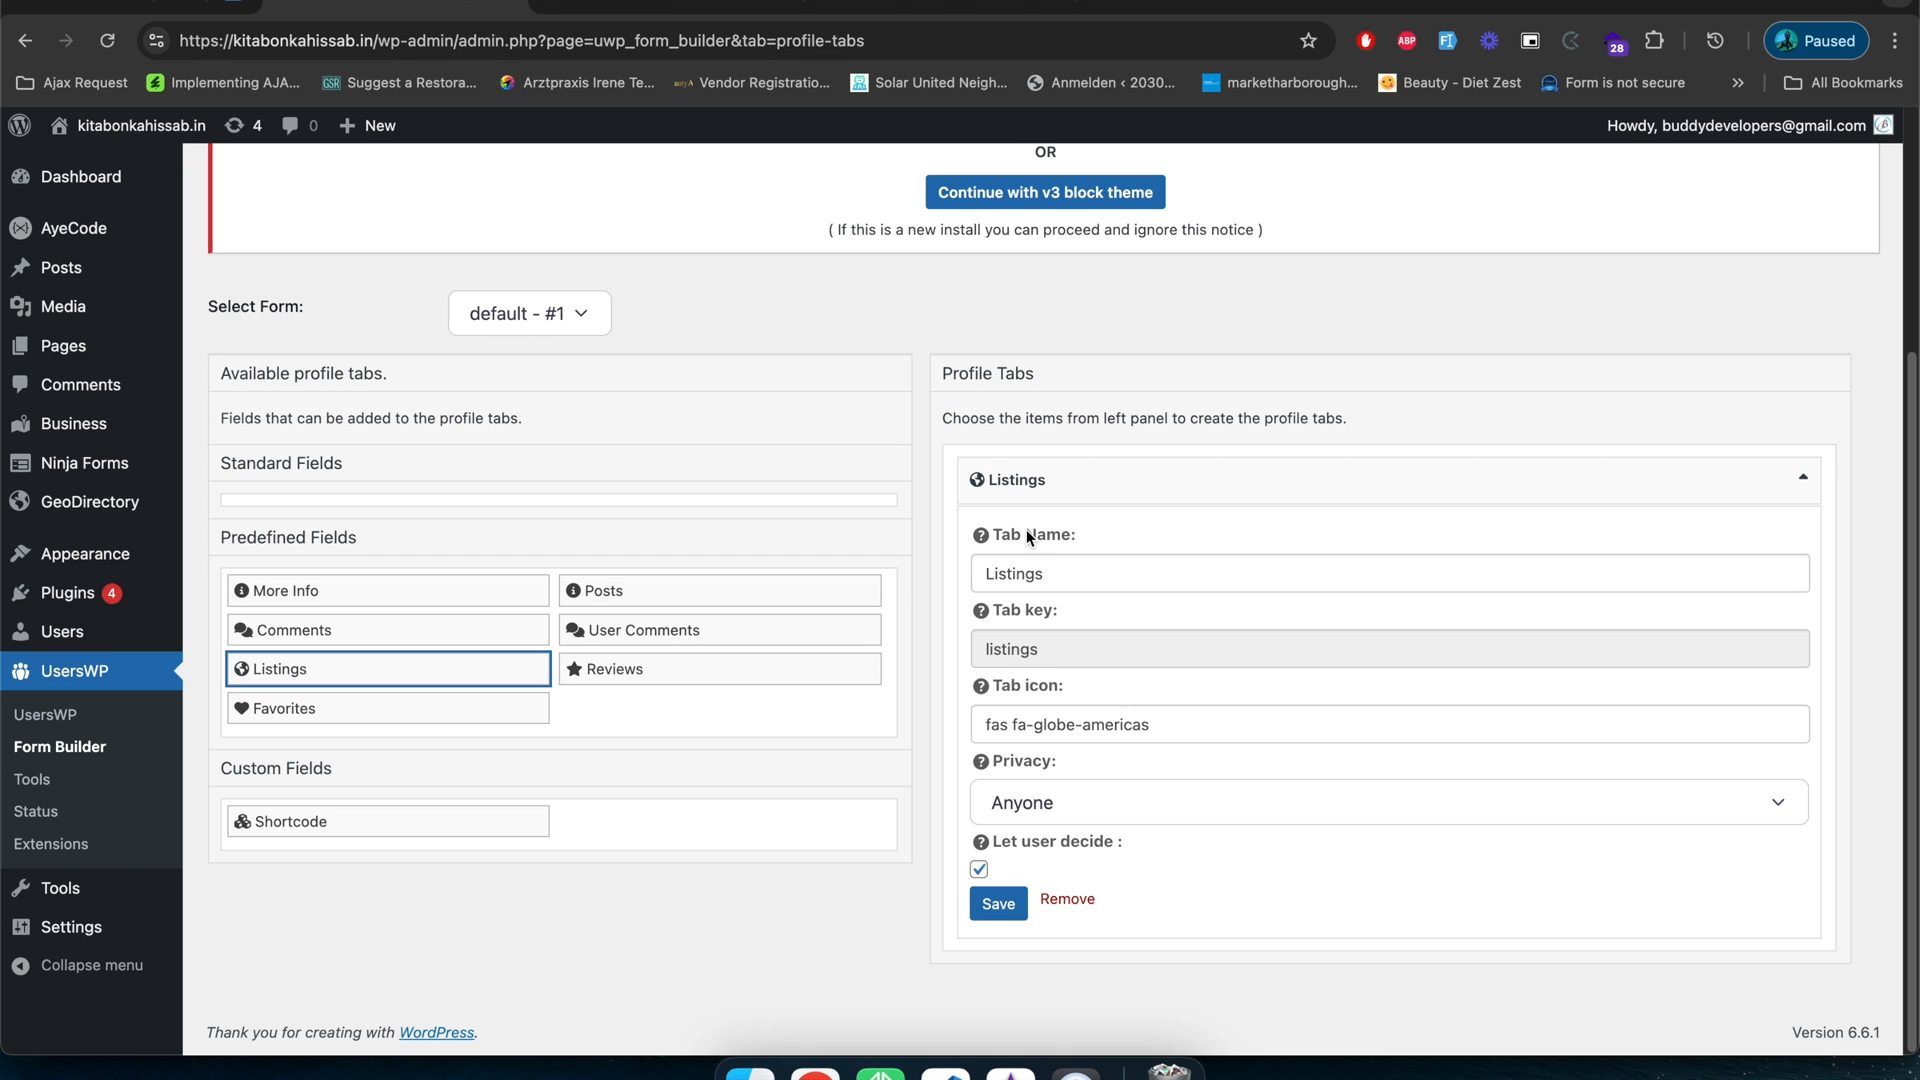 https://kitabonkahissab.in/wp-admin/admin.php?page=uwp_form_builder&tab=profile-tabs
ABP
28
Paused
Ajax Request
Implementing AJA...
GSR Suggest a Restora...
Arztpraxis Irene Te...
Vendor Registratio...
Solar United Neigh...
Anmelden < 2030...
marketharborough...
Beauty - Diet Zest
Form is not secure
»
All Bookmarks
kitabonkahissab.in
4
0
New
Howdy, buddydevelopers@gmail.com
Dashboard
AyeCode
Posts
Media
Pages
Comments
Business
Ninja Forms
GeoDirectory
Appearance
Plugins 4
Users
UsersWP
UsersWP
Form Builder
Tools
Status
Extensions
Tools
Settings
Collapse menu
OR
Continue with v3 block theme
( If this is a new install you can proceed and ignore this notice )
Select Form:
default - #1
Available profile tabs.
Fields that can be added to the profile tabs.
Standard Fields
Predefined Fields
More Info
Posts
Comments
User Comments
Listings
Reviews
Favorites
Custom Fields
Shortcode
Profile Tabs
Choose the items from left panel to create the profile tabs.
Listings
Tab Name:
Listings
Tab key:
listings
Tab icon:
fas fa-globe-americas
Privacy:
Anyone
Let user decide :
Save
Remove
Thank you for creating with WordPress.
Version 6.6.1